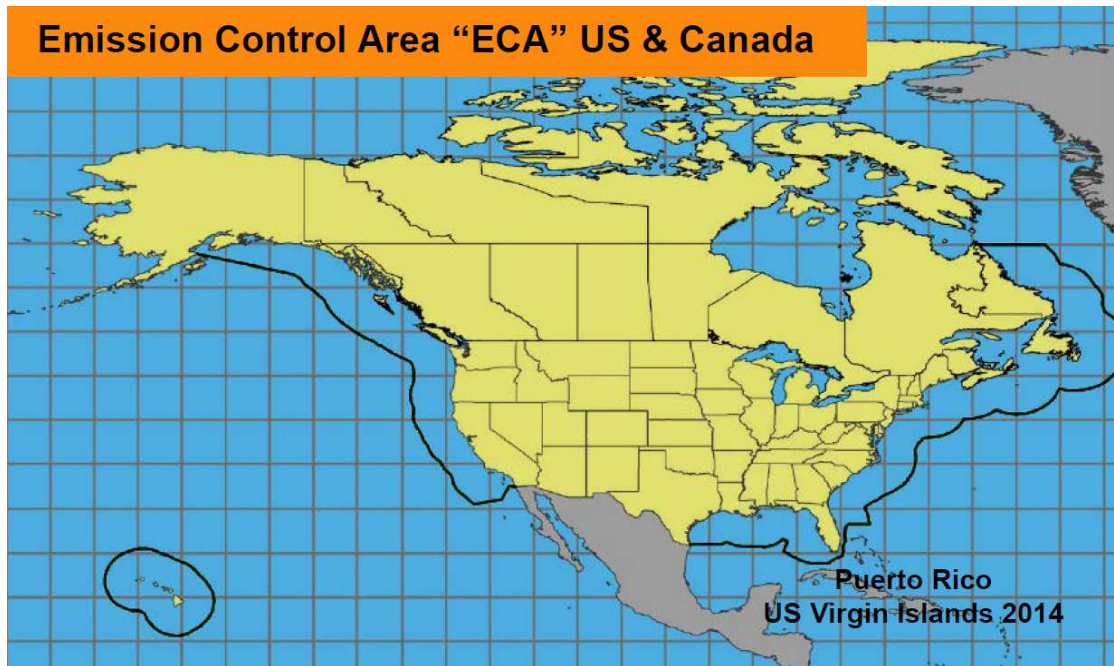 Emission Control Area “ECA” US & Canada
Puerto Rico
US Virgin Islands 2014